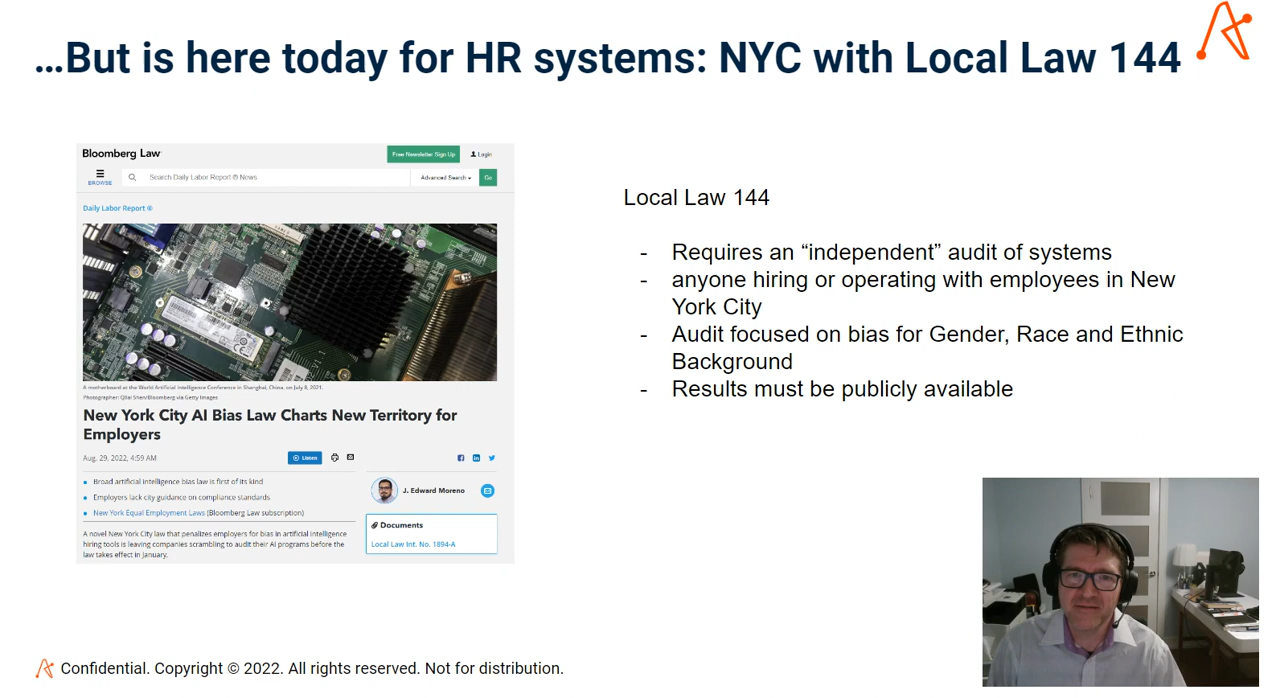 ...But is here today for HR systems: NYC with Local Law 144
Bloomberg Law
Free Newsletter Sign Up
Login
BROWSE
Search Daily Labor Report ® News
Advanced Search
Go
Daily Labor Report ®
A motherboard at the World Artificial Intelligence Conference in Shanghai, China, on July 8, 2021.
Photographer: Qilai Shen/Bloomberg via Getty Images
New York City AI Bias Law Charts New Territory for
Employers
Aug. 29, 2022, 4:59 AM
Listen
Broad artificial intelligence bias law is first of its kind
Employers lack city guidance on compliance standards
New York Equal Employment Laws (Bloomberg Law subscription)
A novel New York City law that penalizes employers for bias in artificial intelligence
hiring tools is leaving companies scrambling to audit their AI programs before the
law takes effect in January.
J. Edward Moreno
Documents
Local Law Int. No. 1894-A
Local Law 144
- Requires an “independent” audit of systems
- anyone hiring or operating with employees in New
York City
- Audit focused on bias for Gender, Race and Ethnic
Background
- Results must be publicly available
Confidential. Copyright © 2022. All rights reserved. Not for distribution.